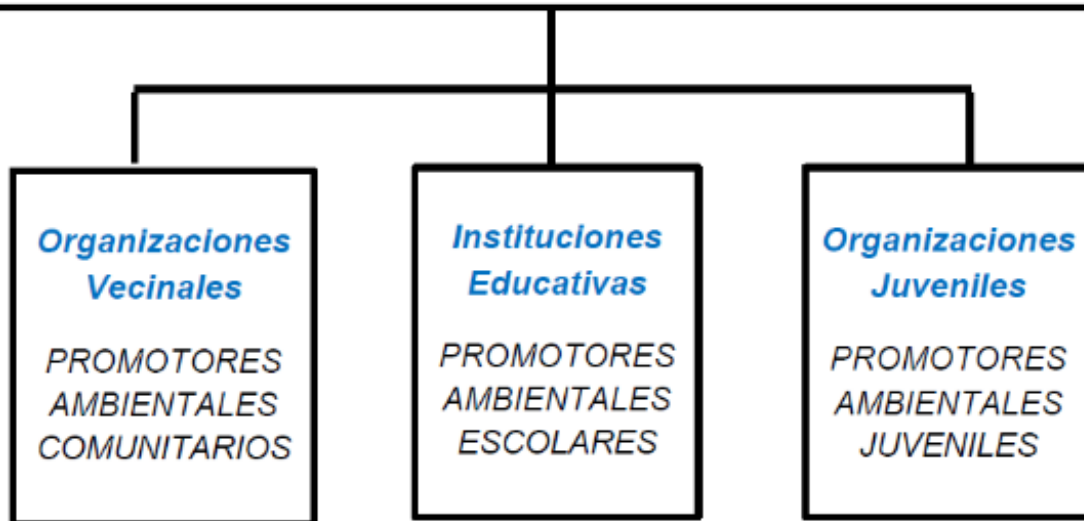 Organizaciones
Vecinales
PROMOTORES
AMBIENTALES
COMUNITARIOS
Instituciones
Educativas
PROMOTORES
AMBIENTALES
ESCOLARES
Organizaciones
Juveniles
PROMOTORES
AMBIENTALES
JUVENILES